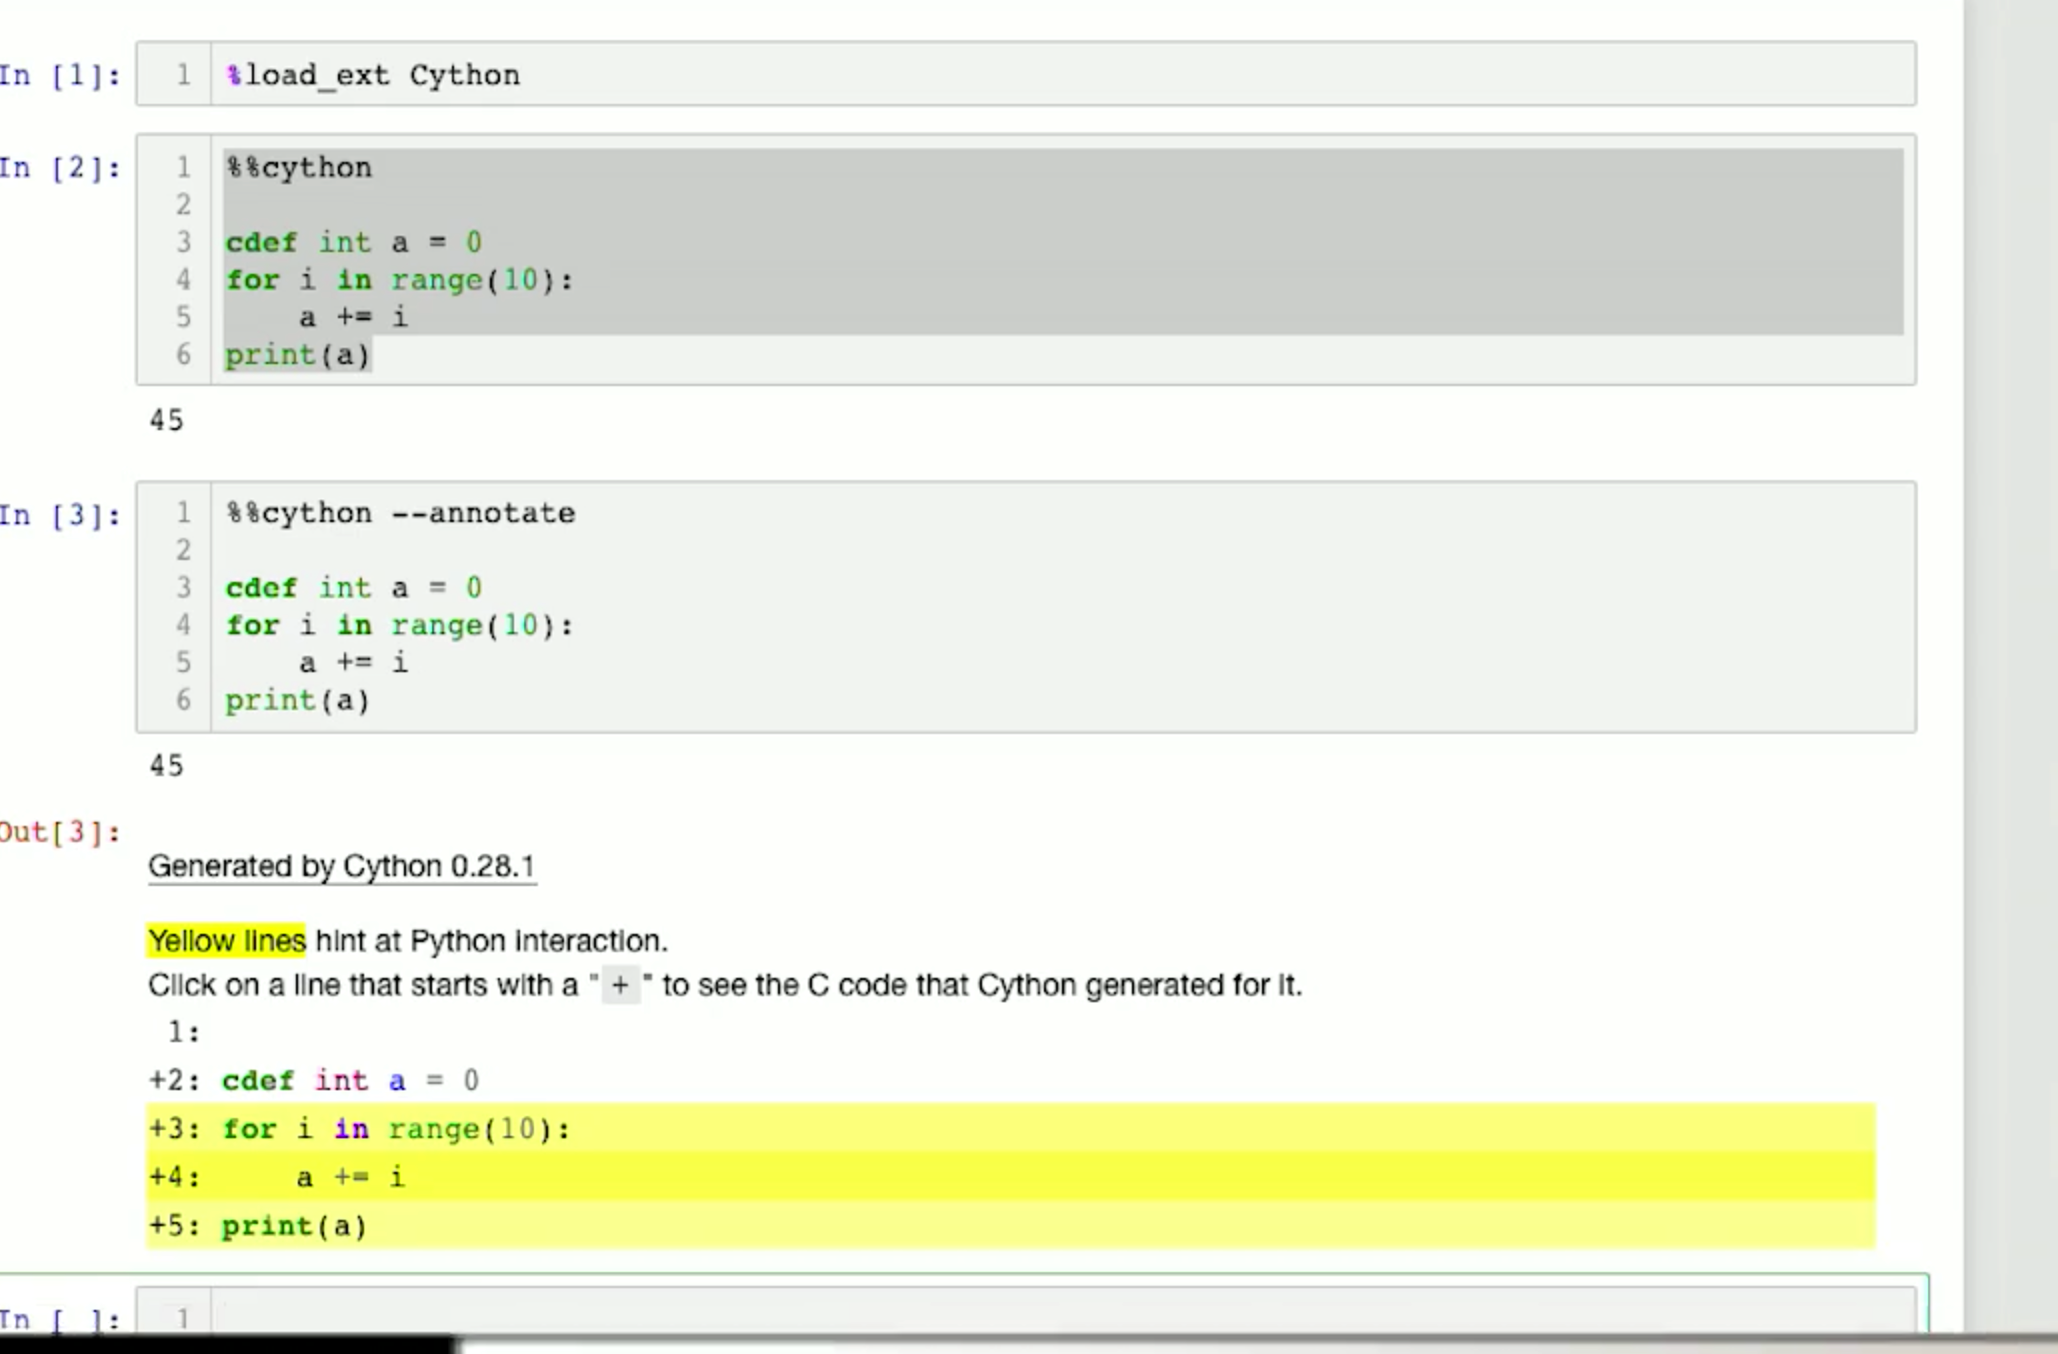 In [1]:
1 %load_ext Cython
In [2]:
1 %%cython
2
3 cdef int a = 0
4 for i in range(10):
5     a += i
6 print(a)
45
In [3]:
1 %%cython --annotate
2
3 cdef int a = 0
4 for i in range(10):
5     a += i
6 print(a)
45
Out[3]:
Generated by Cython 0.28.1
Yellow lines hint at Python interaction.
Click on a line that starts with a "+" to see the C code that Cython generated for it.
1:
+2: cdef int a = 0
+3: for i in range(10):
+4:     a += i
+5: print(a)
In [ ]:
1